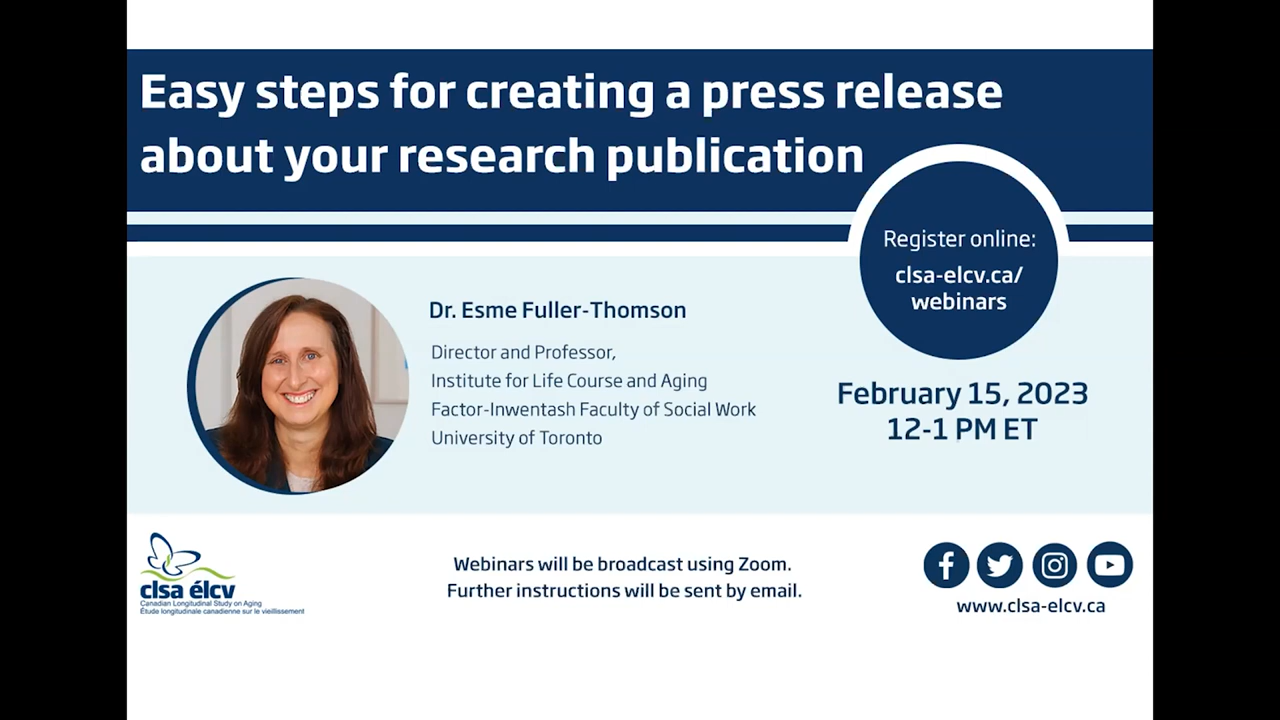 Easy steps for creating a press release
about your research publication
Register online:
clsa-elcv.ca/
webinars
Dr. Esme Fuller-Thomson
Director and Professor,
Institute for Life Course and Aging
Factor-Inwentash Faculty of Social Work
University of Toronto
February 15, 2023
12-1 PM ET
clsa élcv
Canadian Longitudinal Study on Aging
Étude longitudinale canadienne sur le vieillissement
Webinars will be broadcast using Zoom.
Further instructions will be sent by email.
www.clsa-elcv.ca